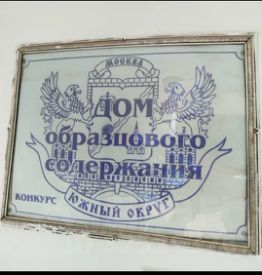 МОСКВА
ДОМ
образцового
содержания
КОНКУРС
ЮЖНЫЙ ОКРУГ